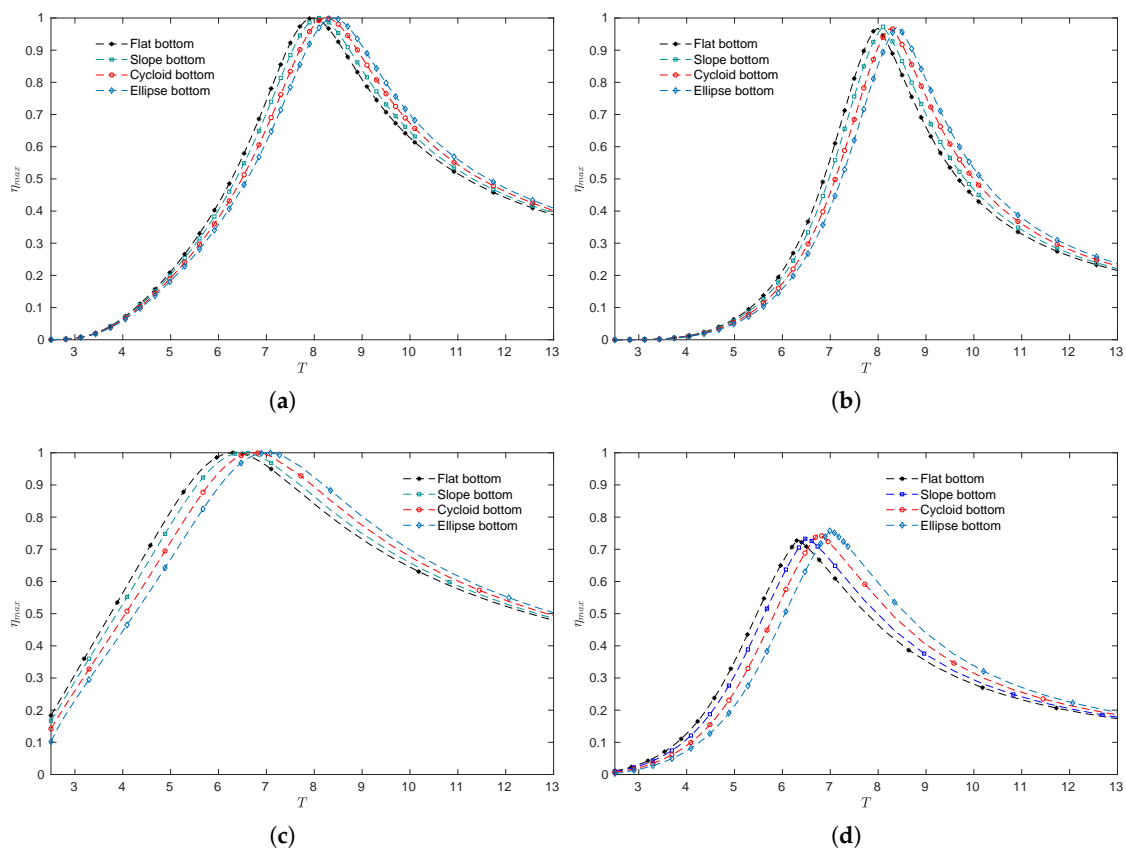 1
0.9
0.8
0.7
0.6
0.5
0.4
0.3
0.2
0.1
0
η_max
Flat bottom
Slope bottom
Cycloid bottom
Ellipse bottom
3 4 5 6 7 8 9 10 11 12 13
T
(a)
1
0.9
0.8
0.7
0.6
0.5
0.4
0.3
0.2
0.1
0
η_max
Flat bottom
Slope bottom
Cycloid bottom
Ellipse bottom
3 4 5 6 7 8 9 10 11 12 13
T
(b)
1
0.9
0.8
0.7
0.6
0.5
0.4
0.3
0.2
0.1
0
η_max
Flat bottom
Slope bottom
Cycloid bottom
Ellipse bottom
3 4 5 6 7 8 9 10 11 12 13
T
(c)
1
0.9
0.8
0.7
0.6
0.5
0.4
0.3
0.2
0.1
0
η_max
Flat bottom
Slope bottom
Cycloid bottom
Ellipse bottom
3 4 5 6 7 8 9 10 11 12 13
T
(d)